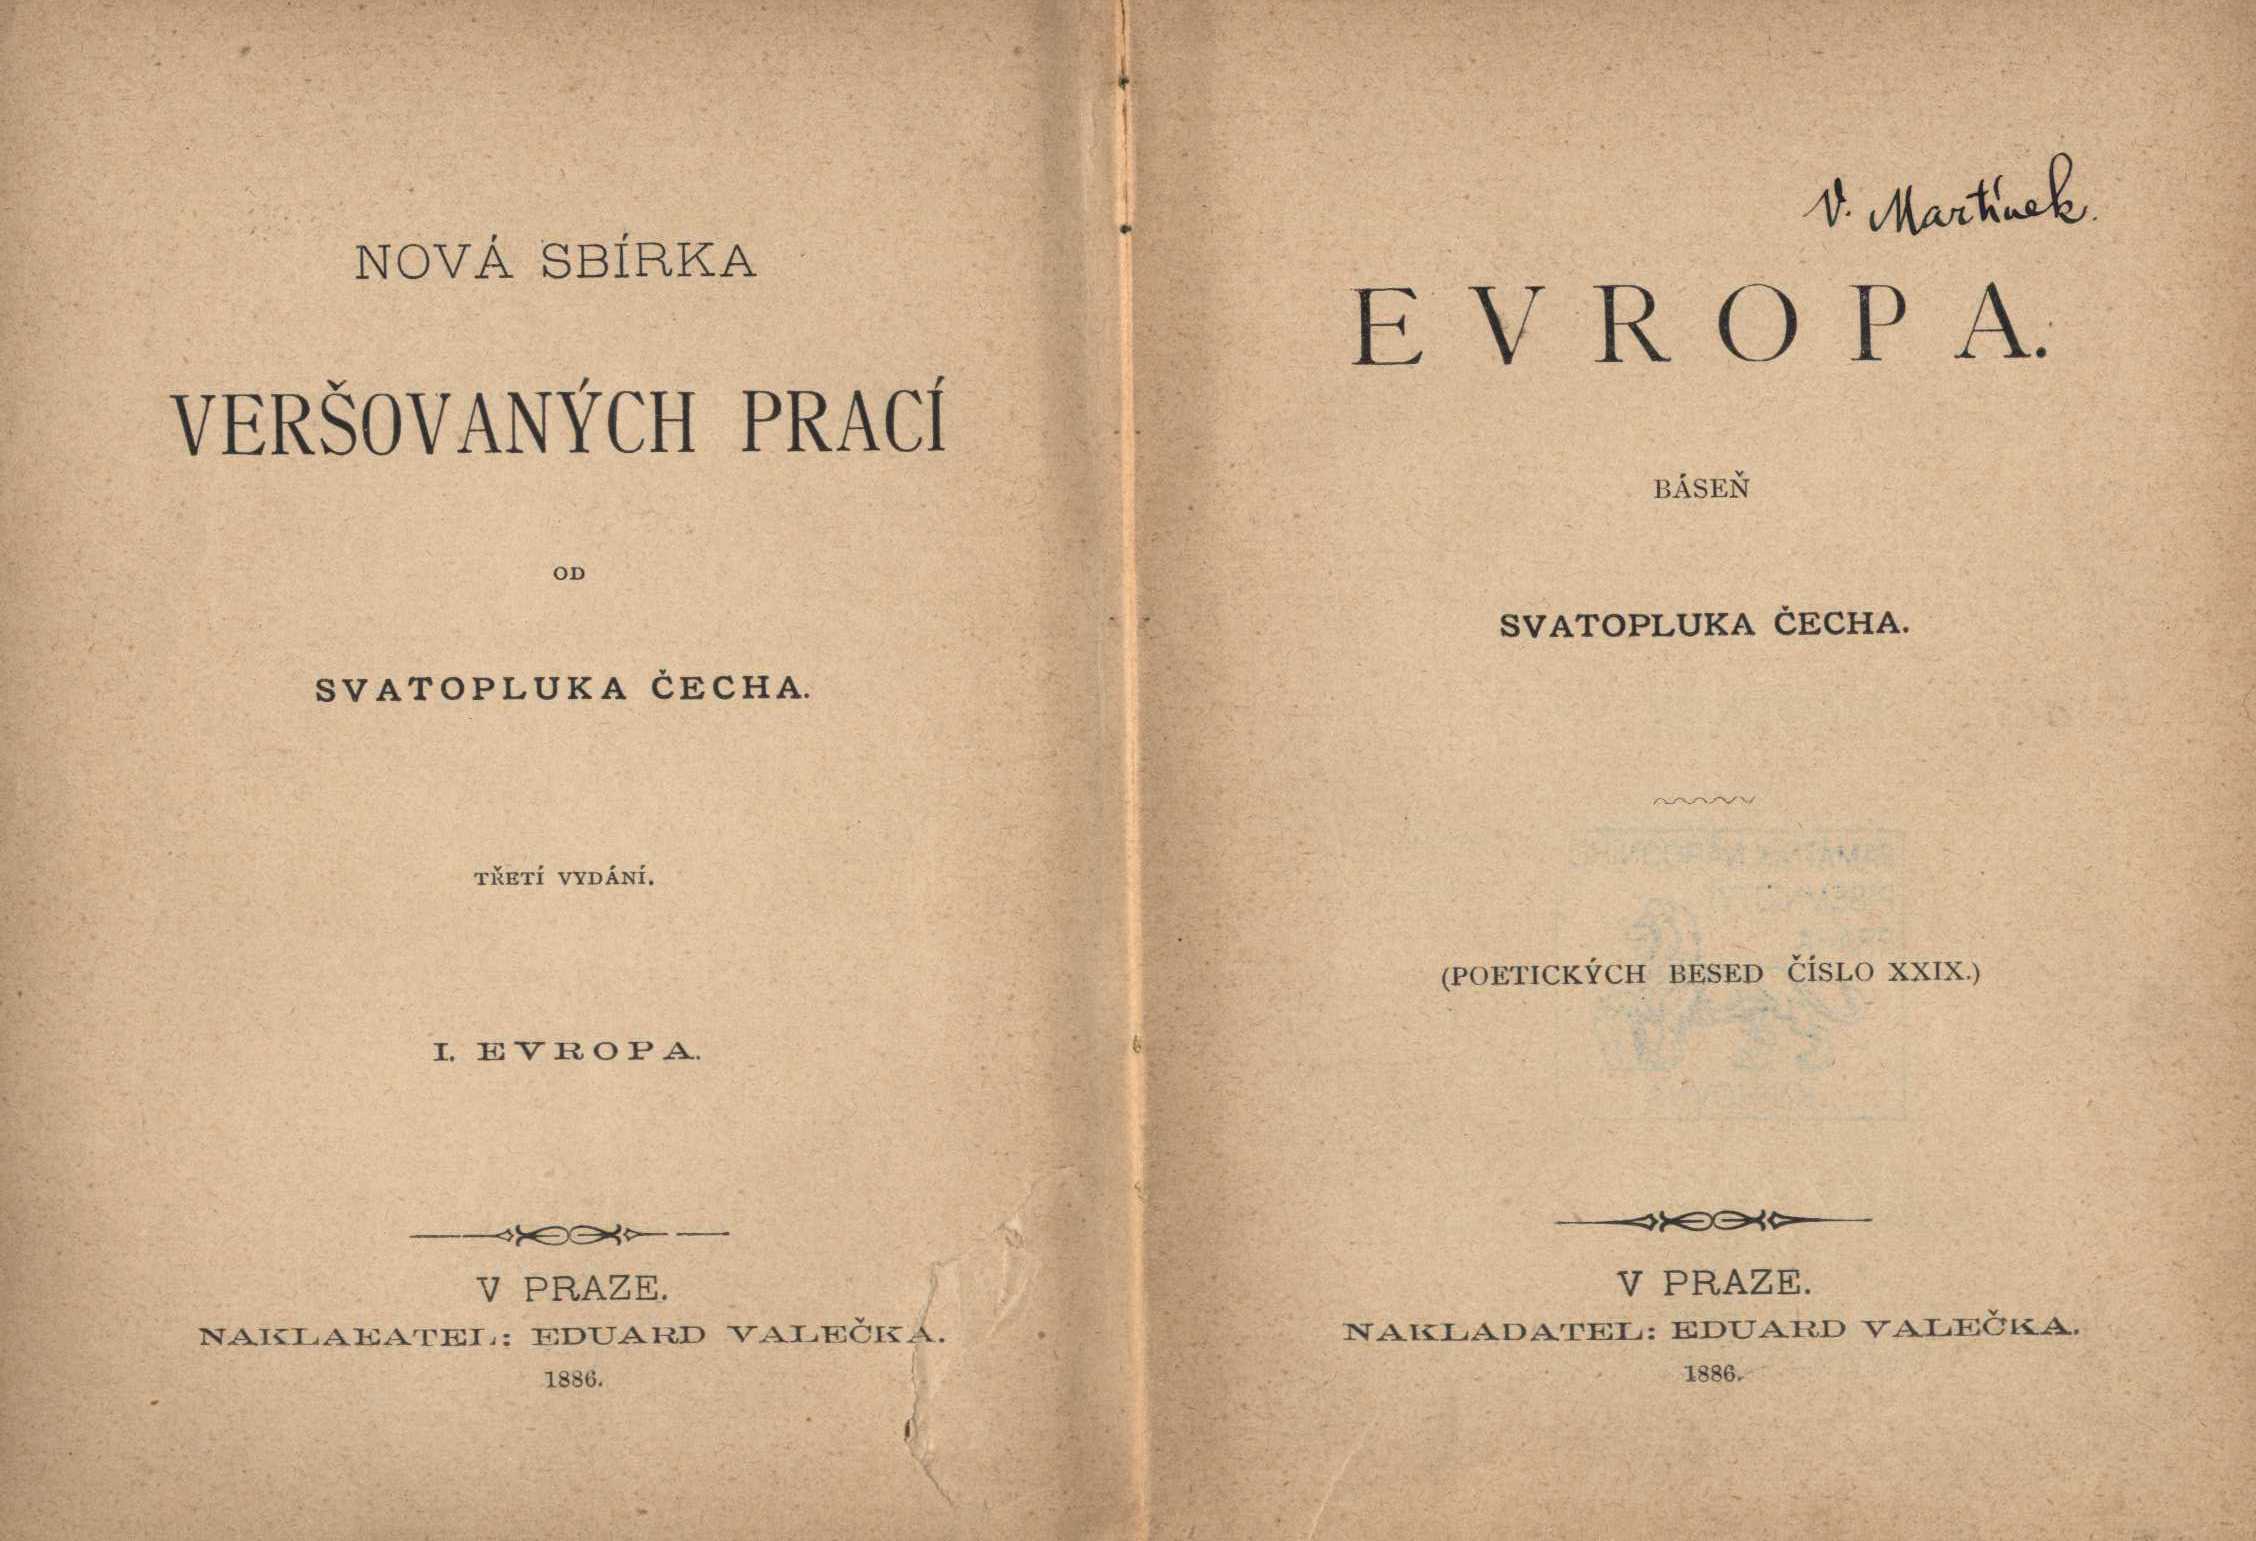 NOVÁ SBÍRKA
VERŠOVANÝCH PRACÍ
OD
SVATOPLUKA ČECHA.
TŘETÍ VYDÁNÍ.
I. EVROPA.
V PRAZE.
NAKLAEATEL: EDUARD VALEČKA.
1886.
V. Martínek.
EVROPA.
BÁSEŇ
SVATOPLUKA ČECHA.
(POETICKÝCH BESED ČÍSLO XXIX.)
V PRAZE.
NAKLADATEL: EDUARD VALEČKA.
1886.